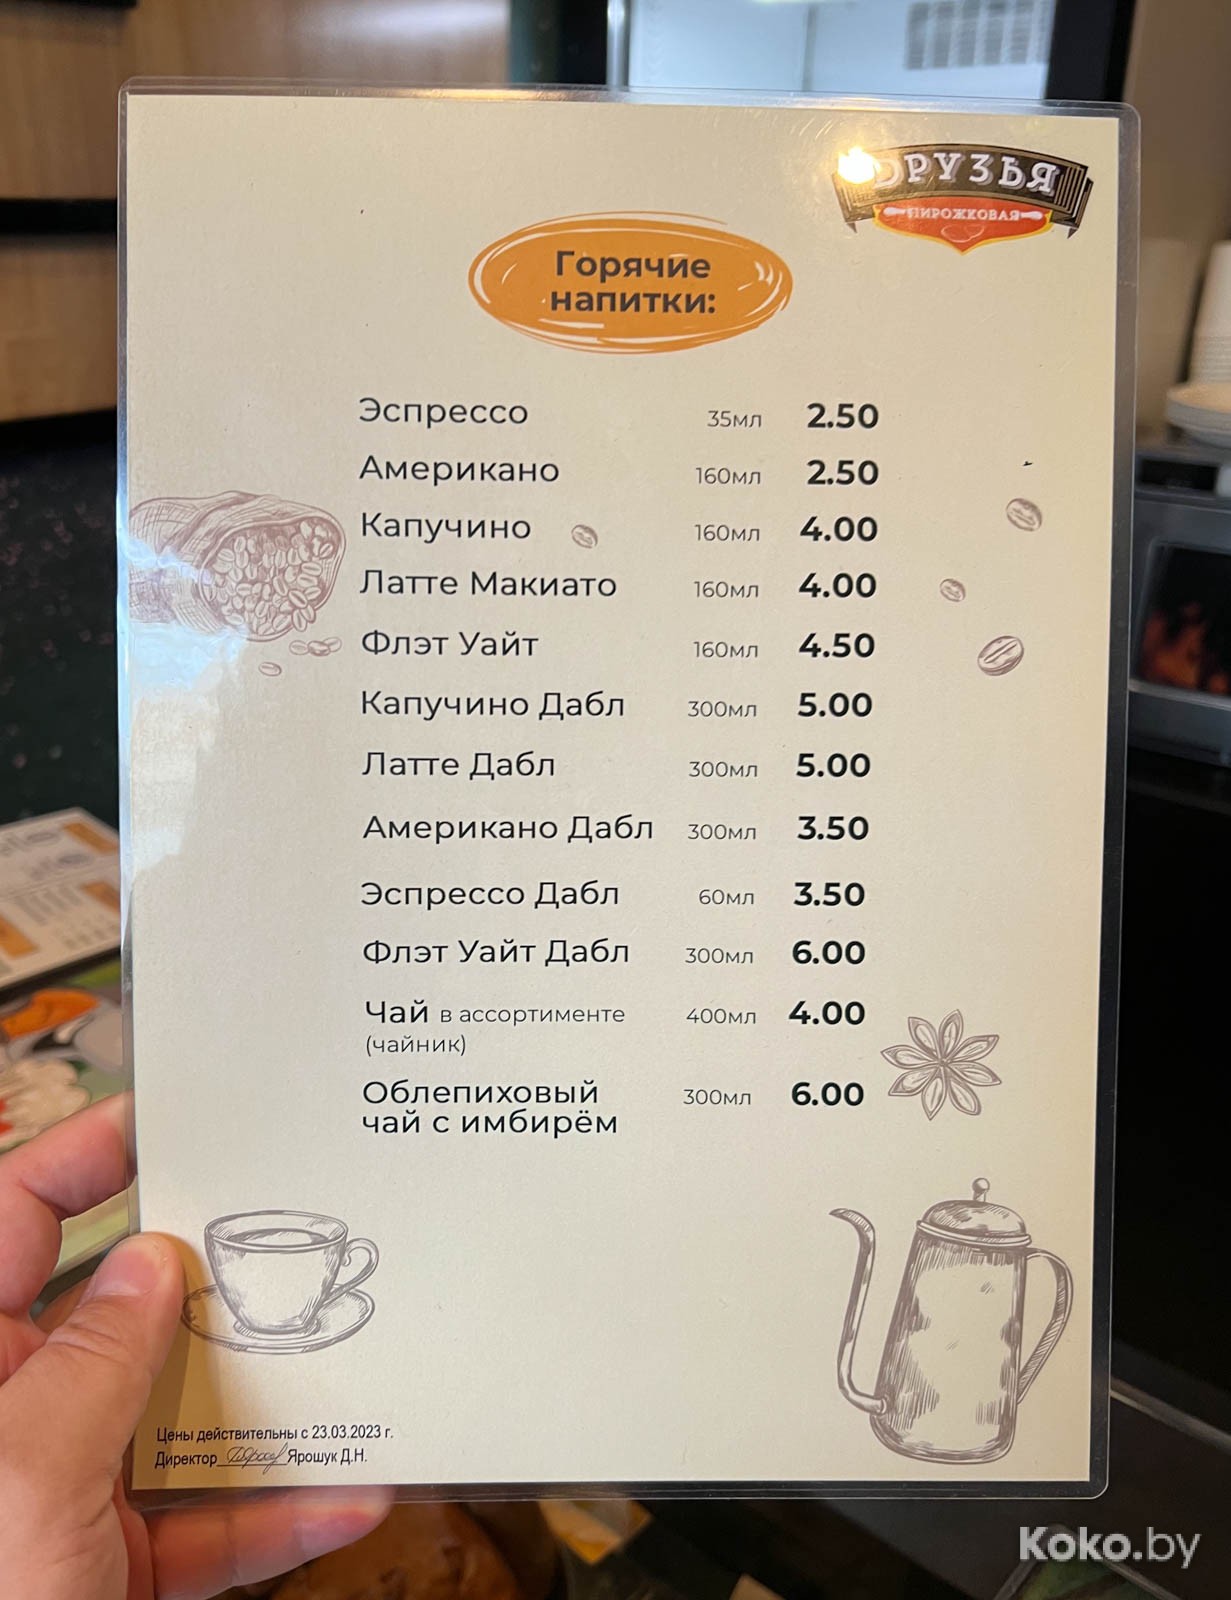 ДРУЗЬЯ
ПИРОЖКОВАЯ
Горячие
напитки:
Эспрессо 35мл 2.50
Американо 160мл 2.50
Капучино 160мл 4.00
Латте Макиато 160мл 4.00
Флэт Уайт 160мл 4.50
Капучино Дабл 300мл 5.00
Латте Дабл 300мл 5.00
Американо Дабл 300мл 3.50
Эспрессо Дабл 60мл 3.50
Флэт Уайт Дабл 300мл 6.00
Чай в ассортименте 400мл 4.00
(чайник)
Облепиховый 300мл 6.00
чай с имбирём
Цены действительны с 23.03.2023 г.
Директор Ярошук Д.Н.
Koko.by